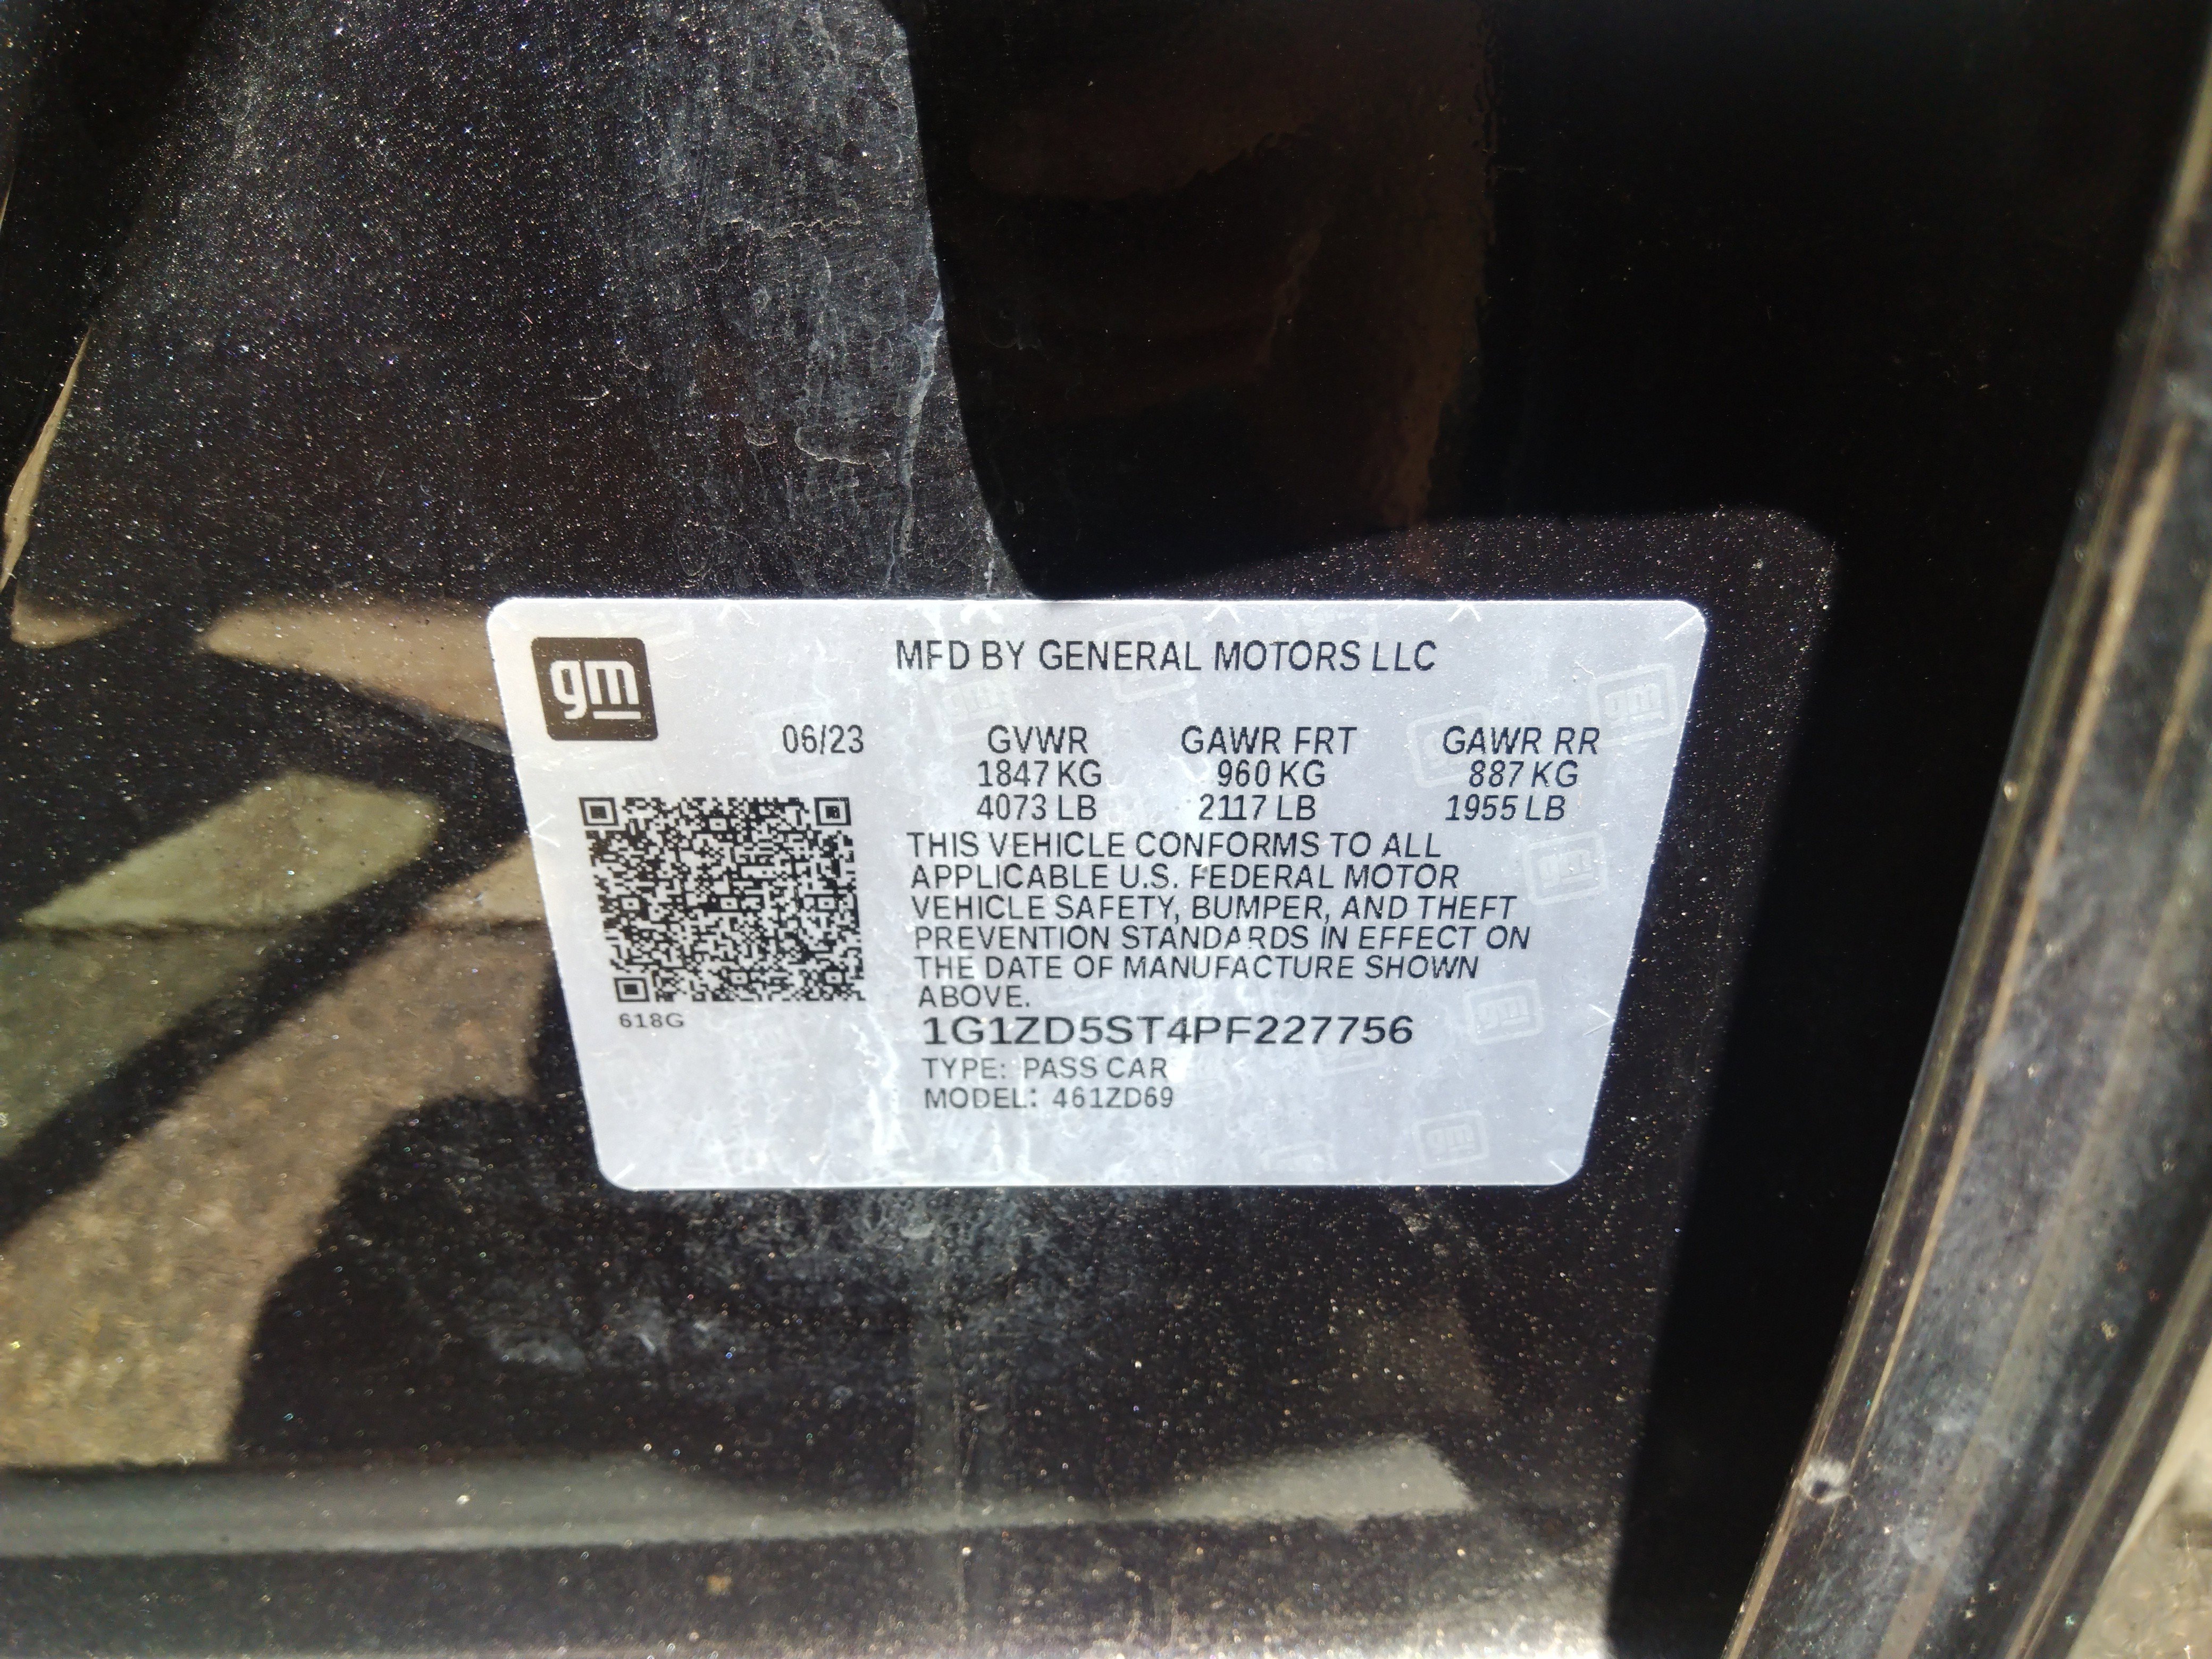 gm
MFD BY GENERAL MOTORS LLC
06/23 GVWR GAWR FRT GAWR RR
1847 KG 960 KG 887 KG
4073 LB 2117 LB 1955 LB
THIS VEHICLE CONFORMS TO ALL
APPLICABLE U.S. FEDERAL MOTOR
VEHICLE SAFETY, BUMPER, AND THEFT
PREVENTION STANDARDS IN EFFECT ON
THE DATE OF MANUFACTURE SHOWN
ABOVE.
618G
1G1ZD5ST4PF227756
TYPE: PASS CAR
MODEL: 461ZD69